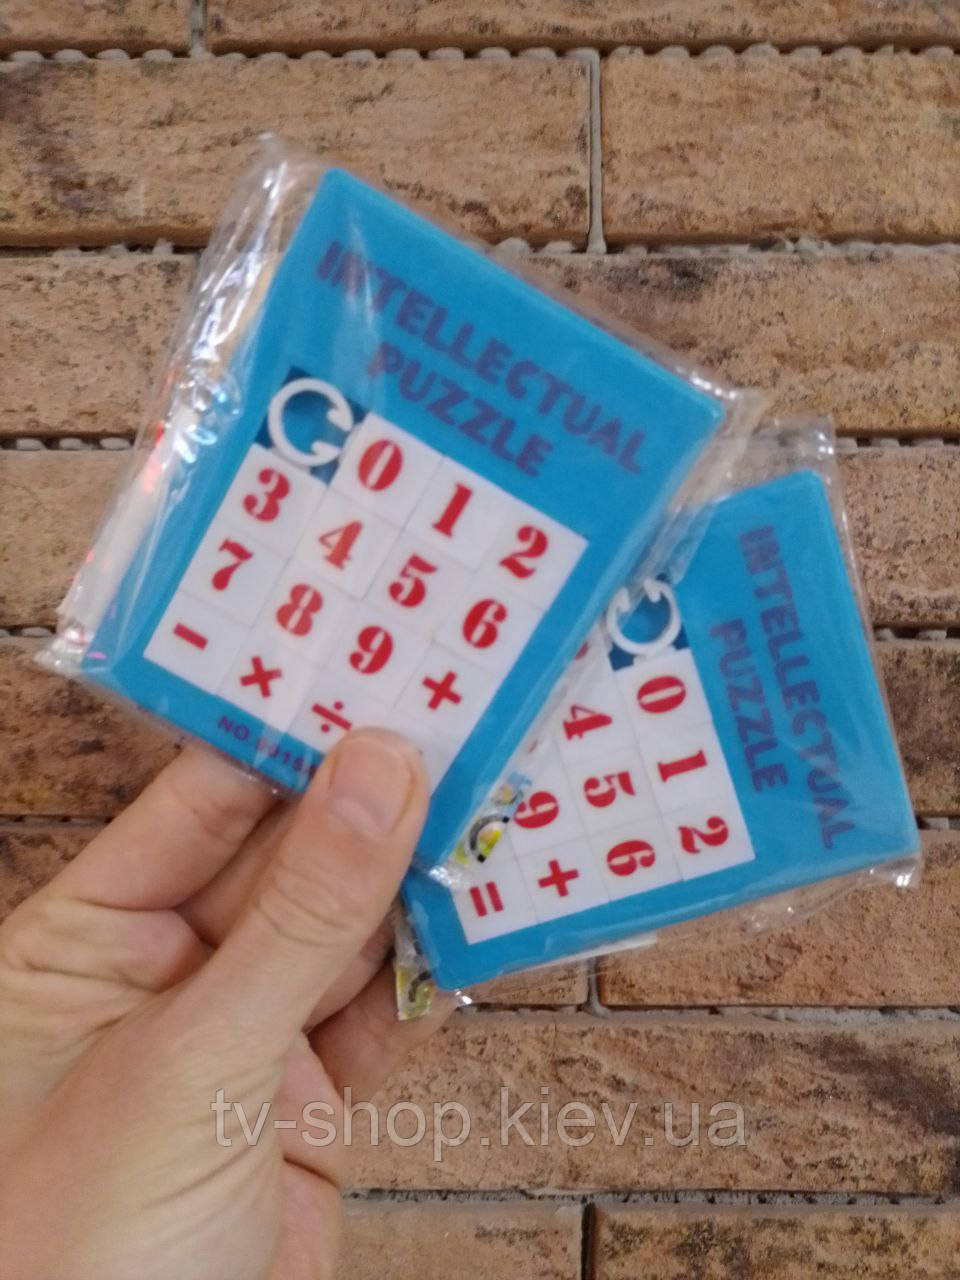 INTELLECTUAL
PUZZLE
0 1 2
3 4 5 6
7 8 9 +
- × ÷
INTELLECTUAL
PUZZLE
0 1 2
4 5 6
9 +
=
tv-shop.kiev.ua